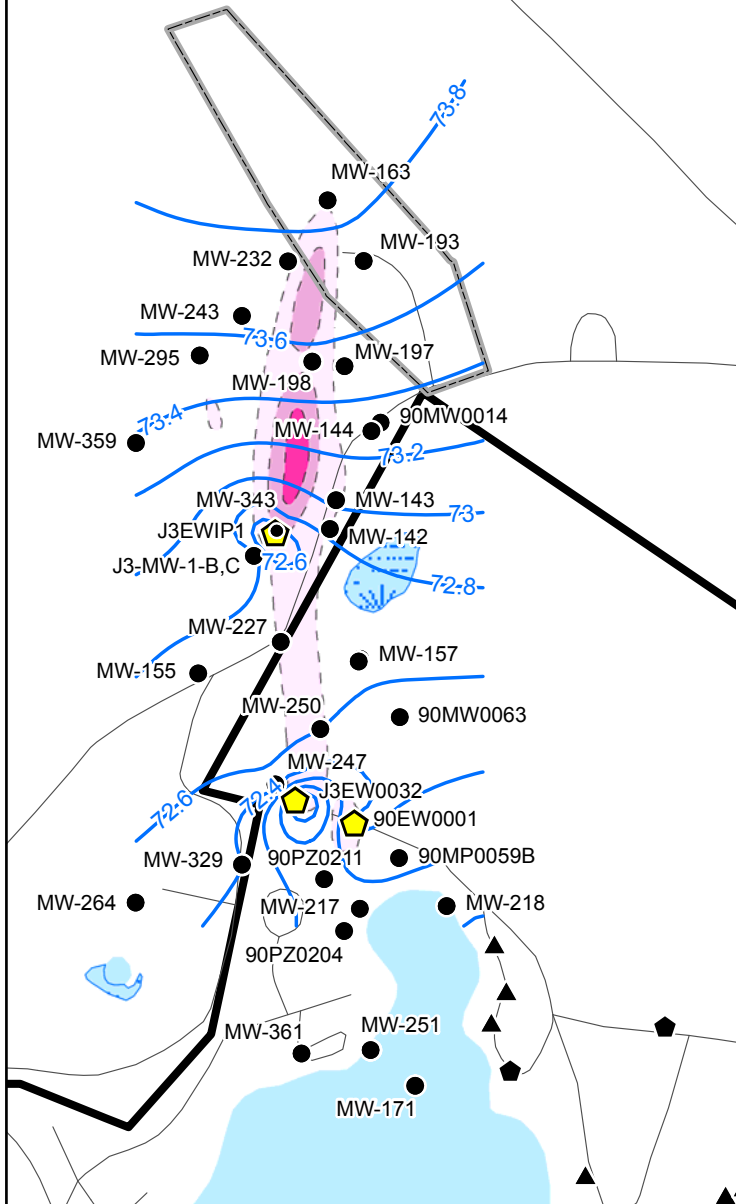 73.8
MW-163
MW-193
MW-232
MW-243
73.6
MW-295
MW-197
MW-198
73.4
90MW0014
MW-144
MW-359
73.2
MW-343
MW-143
73
J3EWIP1
MW-142
J3-MW-1-B,C
72.6
72.8
MW-227
MW-155
MW-157
MW-250
90MW0063
MW-247
72.6
72.4
J3EW0032
90EW0001
MW-329
90PZ0211
90MP0059B
MW-264
MW-217
MW-218
90PZ0204
MW-361
MW-251
MW-171